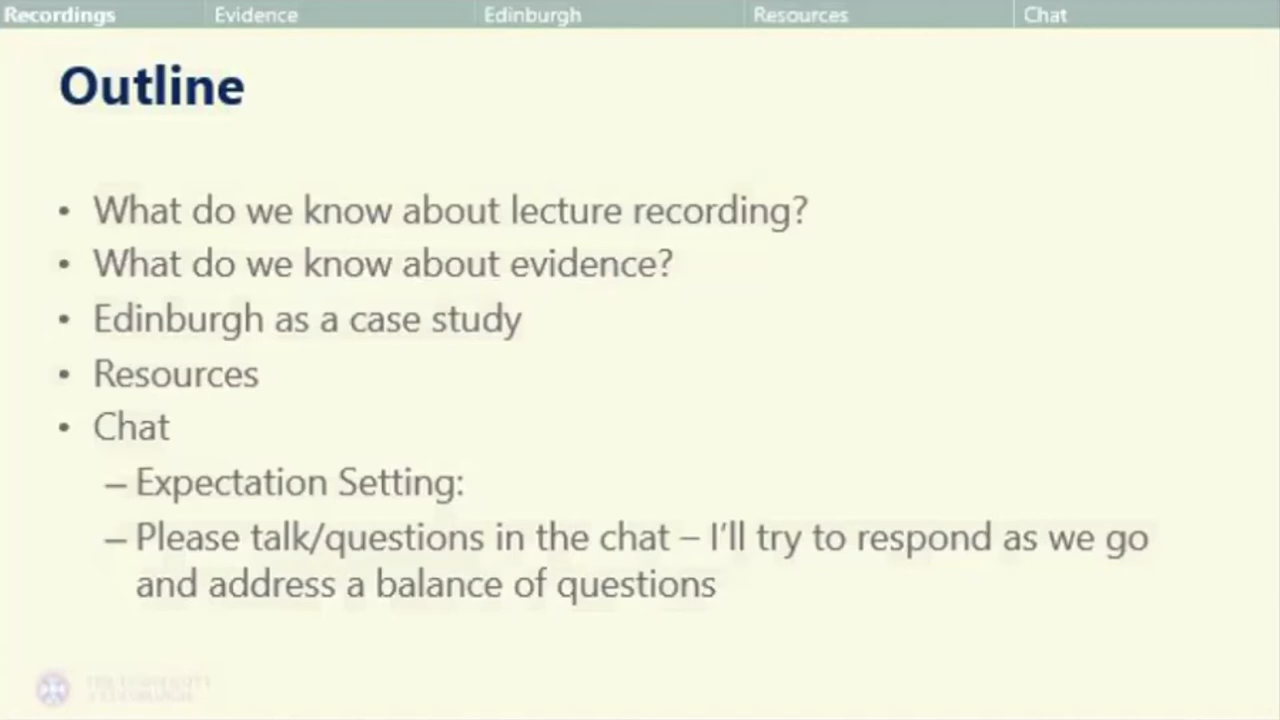 Recordings
Evidence
Edinburgh
Resources
Chat
Outline
• What do we know about lecture recording?
• What do we know about evidence?
• Edinburgh as a case study
• Resources
• Chat
– Expectation Setting:
– Please talk/questions in the chat – I'll try to respond as we go
and address a balance of questions